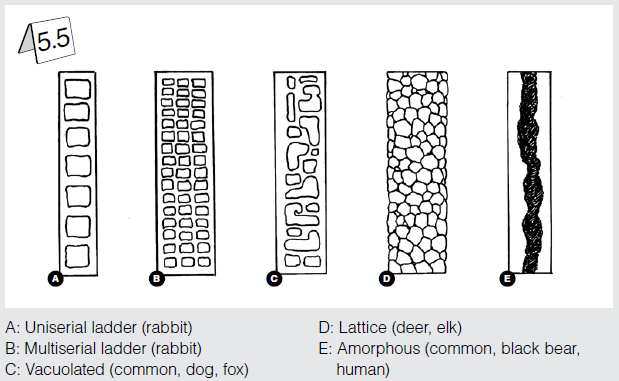 5.5
A B C D E
A: Uniserial ladder (rabbit)
B: Multiserial ladder (rabbit)
C: Vacuolated (common, dog, fox)
D: Lattice (deer, elk)
E: Amorphous (common, black bear,
human)